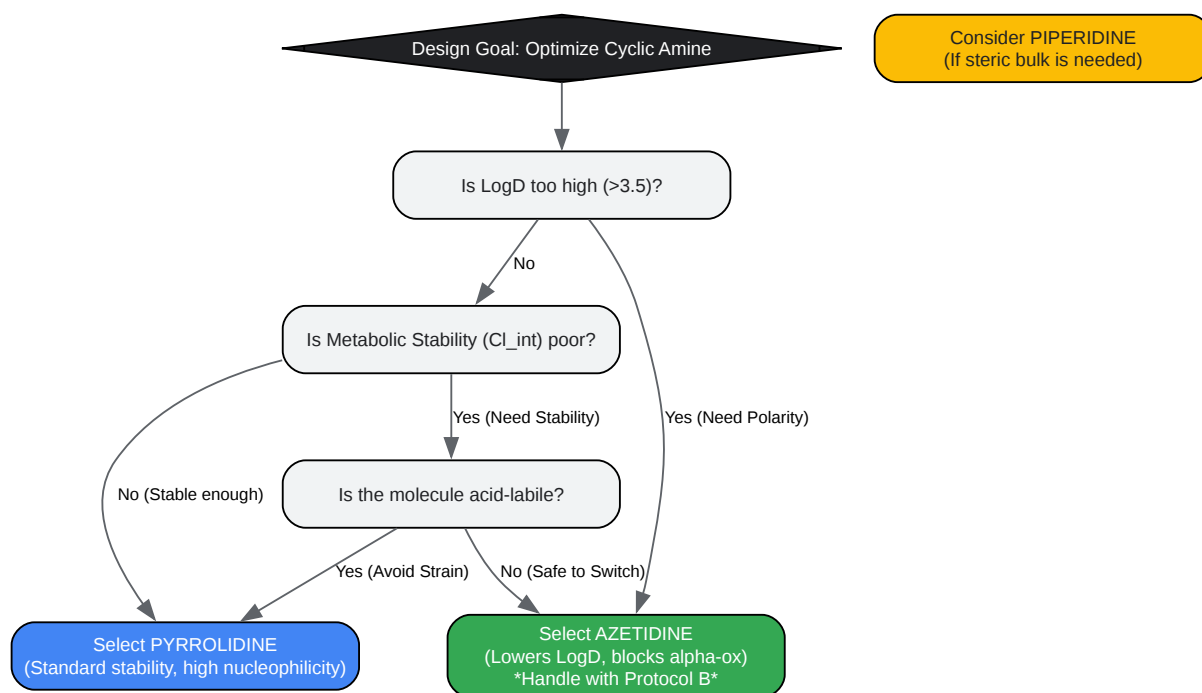 Design Goal: Optimize Cyclic Amine
Consider PIPERIDINE
(If steric bulk is needed)
Is LogD too high (>3.5)?
No
Is Metabolic Stability (Cl_int) poor?
Yes (Need Stability)
Yes (Need Polarity)
No (Stable enough)
Is the molecule acid-labile?
Yes (Avoid Strain)
No (Safe to Switch)
Select PYRROLIDINE
(Standard stability, high nucleophilicity)
Select AZETIDINE
(Lowers LogD, blocks alpha-ox)
*Handle with Protocol B*